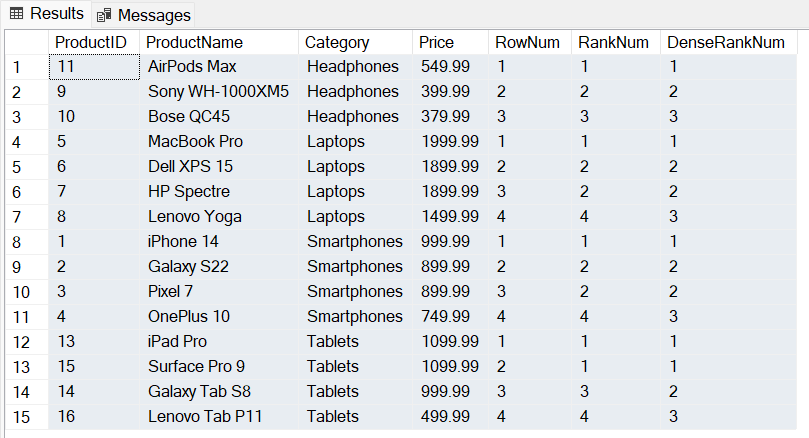 Results Messages
ProductID ProductName Category Price RowNum RankNum DenseRankNum
1 11 AirPods Max Headphones 549.99 1 1 1
2 9 Sony WH-1000XM5 Headphones 399.99 2 2 2
3 10 Bose QC45 Headphones 379.99 3 3 3
4 5 MacBook Pro Laptops 1999.99 1 1 1
5 6 Dell XPS 15 Laptops 1899.99 2 2 2
6 7 HP Spectre Laptops 1899.99 3 2 2
7 8 Lenovo Yoga Laptops 1499.99 4 4 3
8 1 iPhone 14 Smartphones 999.99 1 1 1
9 2 Galaxy S22 Smartphones 899.99 2 2 2
10 3 Pixel 7 Smartphones 899.99 3 2 2
11 4 OnePlus 10 Smartphones 749.99 4 4 3
12 13 iPad Pro Tablets 1099.99 1 1 1
13 15 Surface Pro 9 Tablets 1099.99 2 1 1
14 14 Galaxy Tab S8 Tablets 999.99 3 3 2
15 16 Lenovo Tab P11 Tablets 499.99 4 4 3